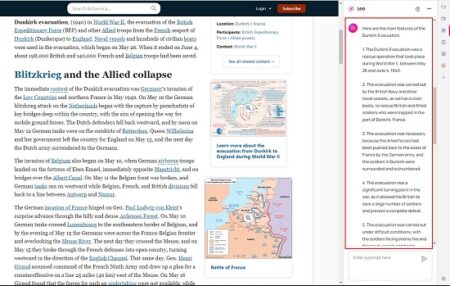 Search Britannica...
Login
Subscribe
Dunkirk evacuation, (1940) in World War II, the evacuation of the British
Expeditionary Force (BEF) and other Allied troops from the French seaport of
Dunkirk (Dunkerque) to England. Naval vessels and hundreds of civilian boats
were used in the evacuation, which began on May 26. When it ended on June 4,
about 198,000 British and 140,000 French and Belgian troops had been saved.
Blitzkrieg and the Allied collapse
The immediate context of the Dunkirk evacuation was Germany's invasion of
the Low Countries and northern France in May 1940. On May 10 the German
blitzkrieg attack on the Netherlands began with the capture by parachutists of
key bridges deep within the country, with the aim of opening the way for
mobile ground forces. The Dutch defenders fell back westward, and by noon on
May 12 German tanks were on the outskirts of Rotterdam. Queen Wilhelmina
and her government left the country for England on May 13, and the next day
the Dutch army surrendered to the Germans.
The invasion of Belgium also began on May 10, when German airborne troops
landed on the fortress of Eben Emael, immediately opposite Maastricht, and on
bridges over the Albert Canal. On May 11 the Belgian front was broken, and
German tanks ran on westward while Belgian, French, and British divisions fell
back to a line between Antwerp and Namur.
The German invasion of France hinged on Gen. Paul Ludwig von Kleist's
surprise advance through the hilly and dense Ardennes Forest. On May 10
German tanks crossed Luxembourg to the southeastern border of Belgium,
and by the evening of May 12 the Germans were across the Franco-Belgian frontier
and overlooking the Meuse River. The next day they crossed the Meuse, and on
May 15 they broke through the French defenses into open country, turning
westward in the direction of the English Channel. That same day, Gen. Henri
Giraud assumed command of the French Ninth Army and drew up a plan for a
counteroffensive on a line 25 miles (40 km) west of the Meuse. On May 16
Giraud found that the forces for such an undertaking were not available, while
Location: Dunkirk • France
Participants: British Expeditionary
Force • Allied powers
Context: World War II
See all related content →
Learn more about the
evacuation from Dunkirk to
England during World War II
Battle of France
Leo
Here are the main features of the
Dunkirk Evacuation:
1. The Dunkirk Evacuation was a
rescue operation that took place
during World War II, between May
26 and June 4, 1940.
2. The evacuation was carried out
by the British Navy and other
naval vessels, as well as civilian
boats, to rescue British and Allied
soldiers who were trapped in the
port of Dunkirk, France.
3. The evacuation was necessary
because the Allied forces had
been pushed back to the coast of
France by the German army, and
the soldiers in Dunkirk were
surrounded and outnumbered.
4. The evacuation was a
significant turning point in the
war, as it allowed the British to
save a large number of soldiers
and prevent a complete defeat.
5. The evacuation was carried out
under difficult conditions, with
the soldiers facing enemy fire and
Enter a prompt here